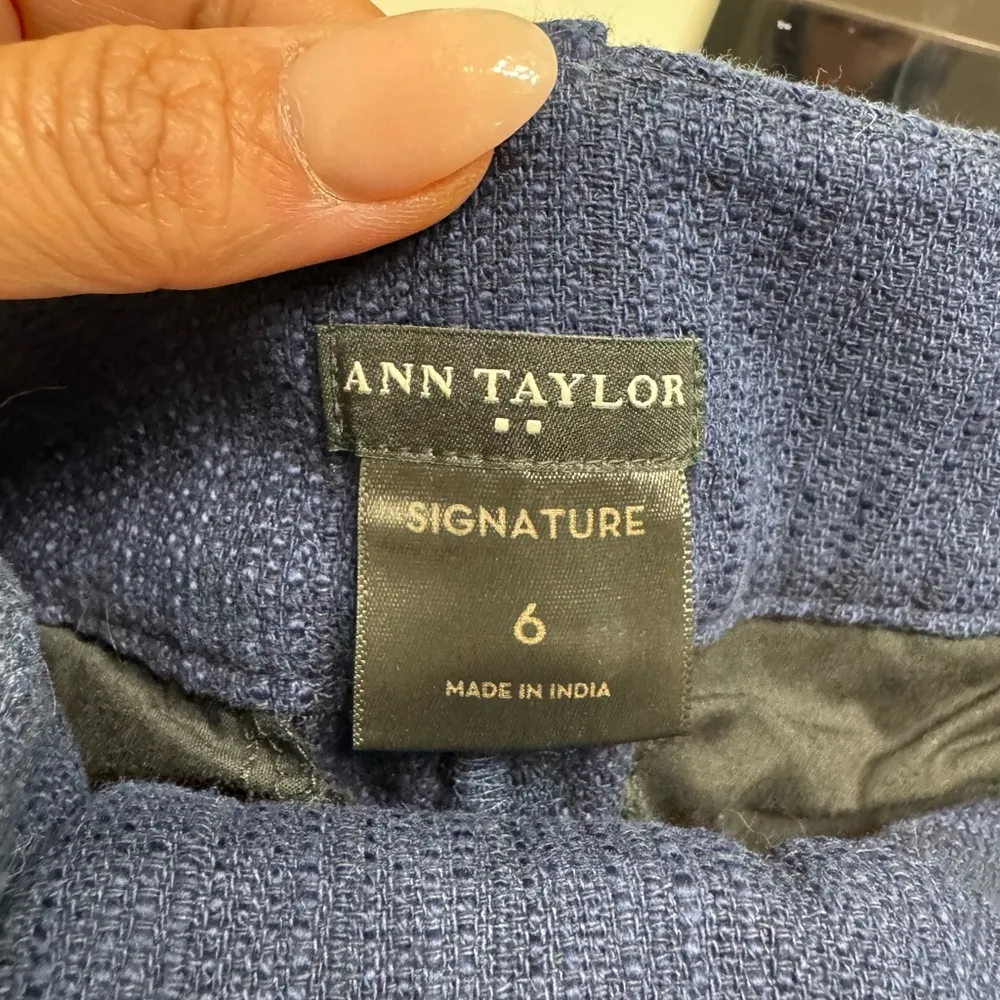 ANN TAYLOR
SIGNATURE
6
MADE IN INDIA